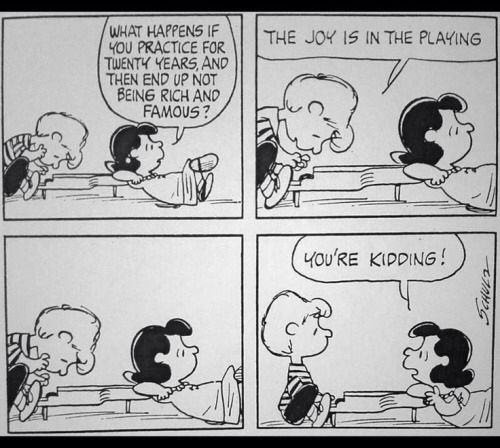 WHAT HAPPENS IF
YOU PRACTICE FOR
TWENTY YEARS, AND
THEN END UP NOT
BEING RICH AND
FAMOUS?
THE JOY IS IN THE PLAYING
YOU'RE KIDDING!
SCHULZ